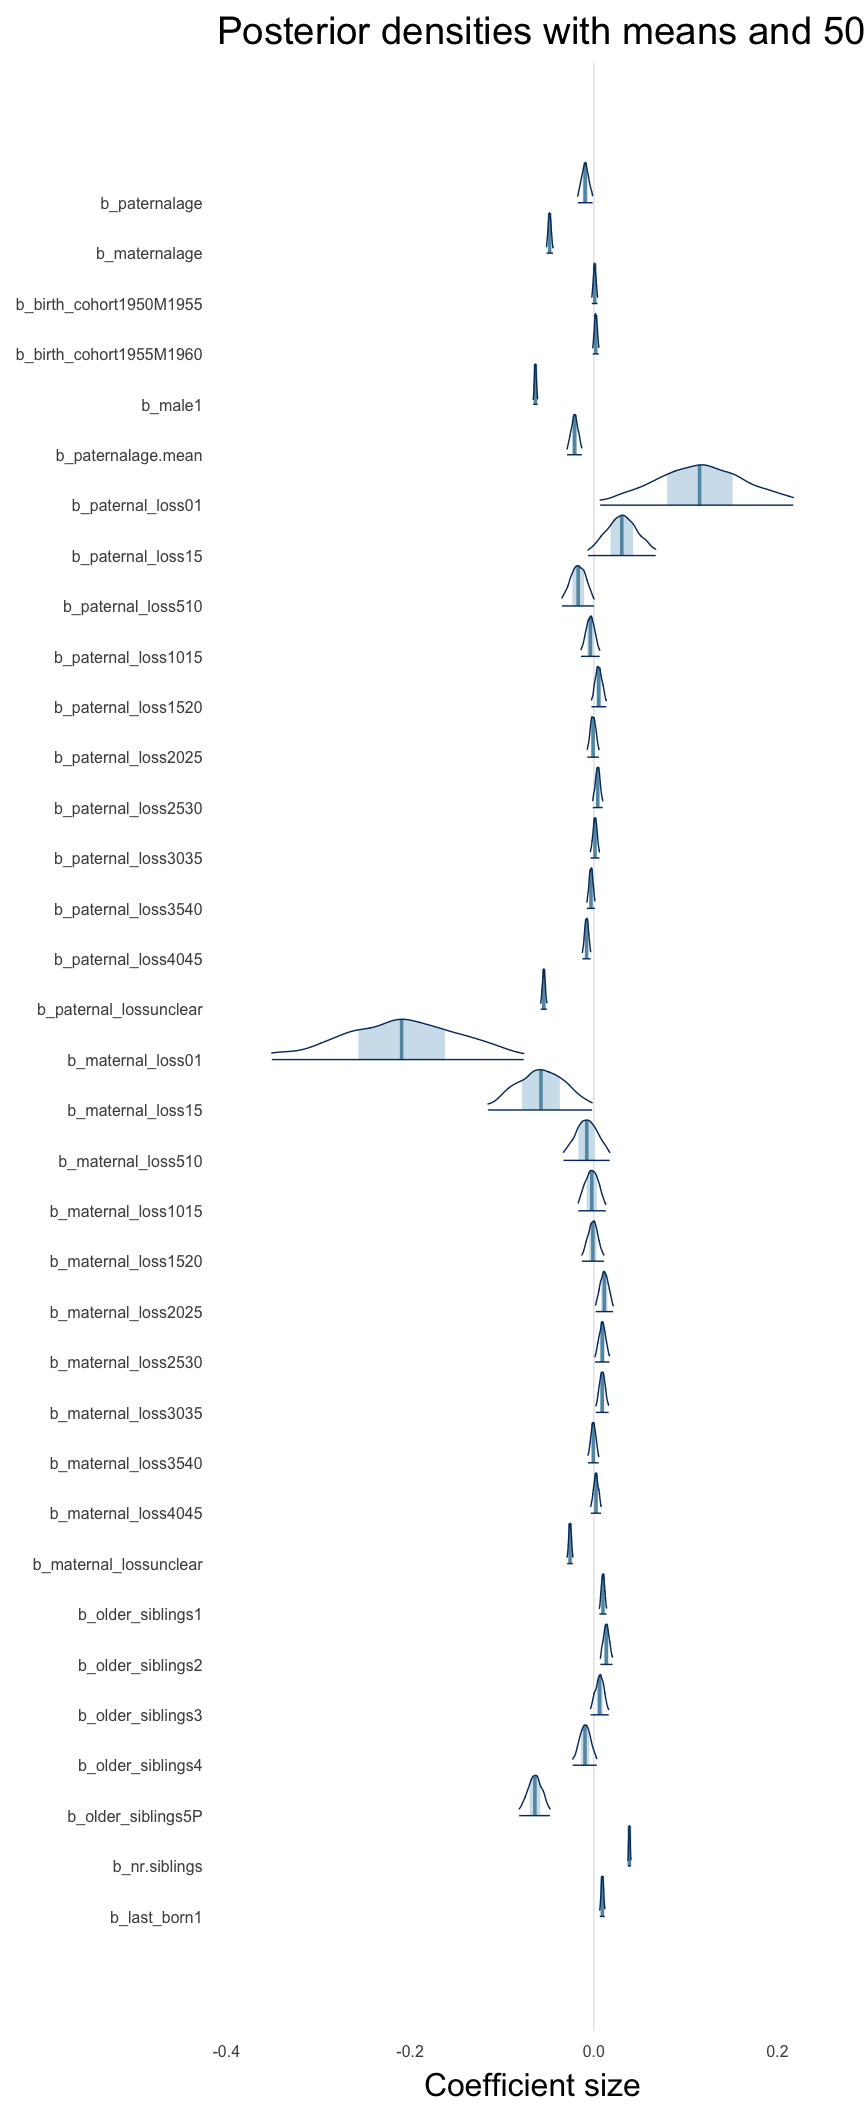 Posterior densities with means and 50
b_paternalage
b_maternalage
b_birth_cohort1950M1955
b_birth_cohort1955M1960
b_male1
b_paternalage.mean
b_paternal_loss01
b_paternal_loss15
b_paternal_loss510
b_paternal_loss1015
b_paternal_loss1520
b_paternal_loss2025
b_paternal_loss2530
b_paternal_loss3035
b_paternal_loss3540
b_paternal_loss4045
b_paternal_lossunclear
b_maternal_loss01
b_maternal_loss15
b_maternal_loss510
b_maternal_loss1015
b_maternal_loss1520
b_maternal_loss2025
b_maternal_loss2530
b_maternal_loss3035
b_maternal_loss3540
b_maternal_loss4045
b_maternal_lossunclear
b_older_siblings1
b_older_siblings2
b_older_siblings3
b_older_siblings4
b_older_siblings5P
b_nr.siblings
b_last_born1
-0.4 -0.2 0.0 0.2
Coefficient size